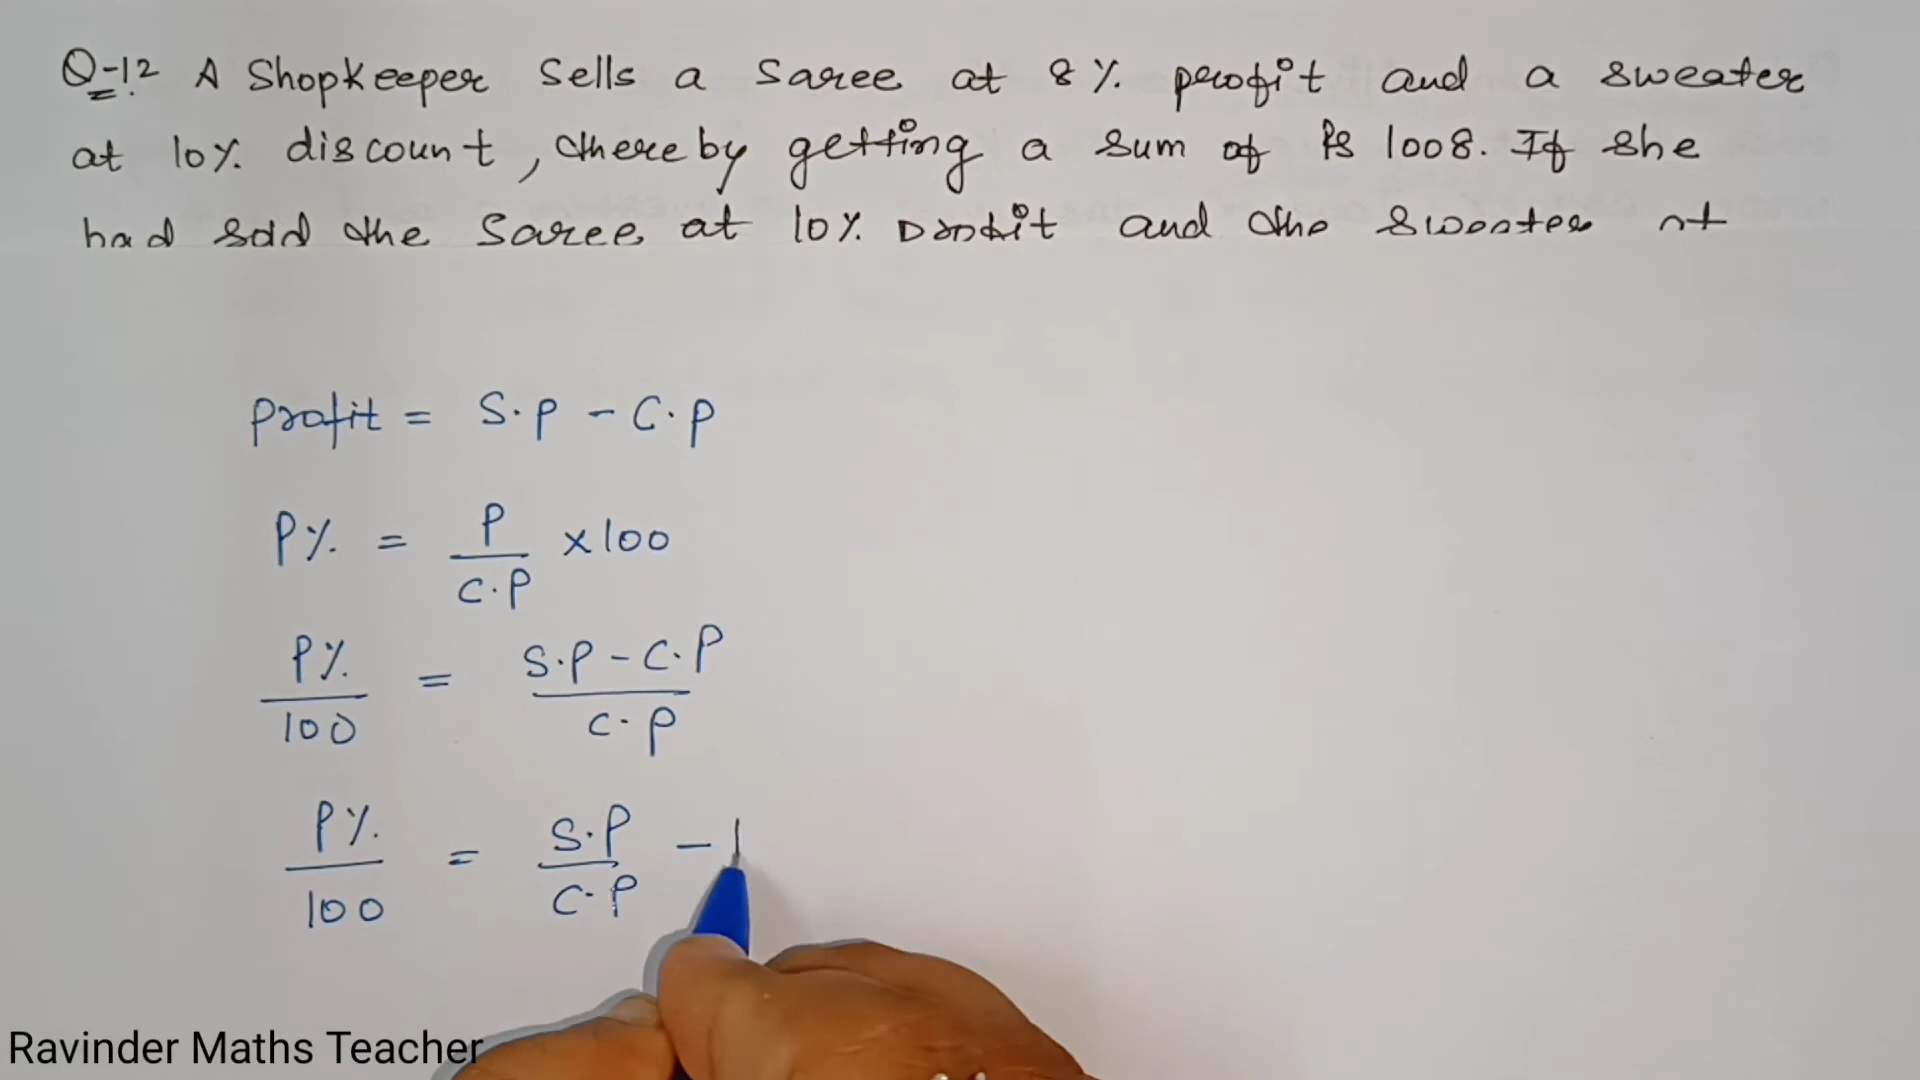 Q-12 A Shopkeeper Sells a Saree at 8% profit and a sweater
at 10% discount, thereby getting a sum of Rs 1008. If she
had sold the Saree at 10% profit and the sweater at
Profit = S.P - C.P
P% = P/C.P × 100
P%/100 = S.P - C.P/C.P
P%/100 = S.P/C.P - 1
Ravinder Maths Teacher